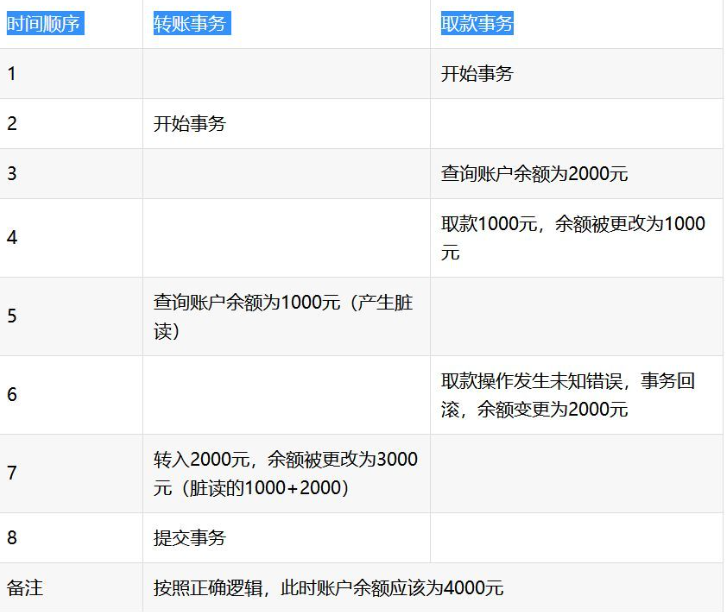 时间顺序 转账事务 取款事务
1 开始事务
2 开始事务
3 查询账户余额为2000元
4 取款1000元，余额被更改为1000
元
5 查询账户余额为1000元（产生脏
读）
6 取款操作发生未知错误，事务回
滚，余额变更为2000元
7 转入2000元，余额被更改为3000
元（脏读的1000+2000）
8 提交事务
备注 按照正确逻辑，此时账户余额应该为4000元